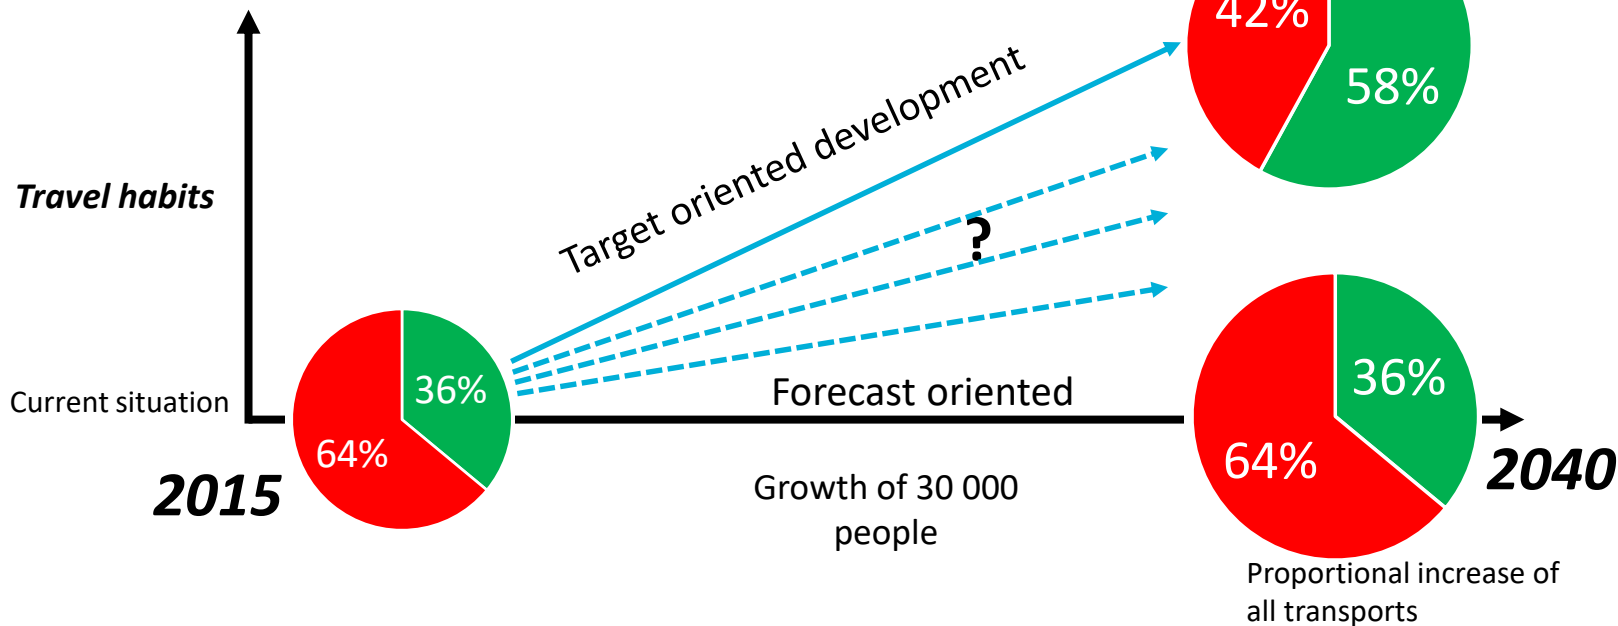 42%
58%
Target oriented development
Travel habits
?
Current situation
36%
64%
Forecast oriented
36%
64%
2015
2040
Growth of 30 000
people
Proportional increase of
all transports